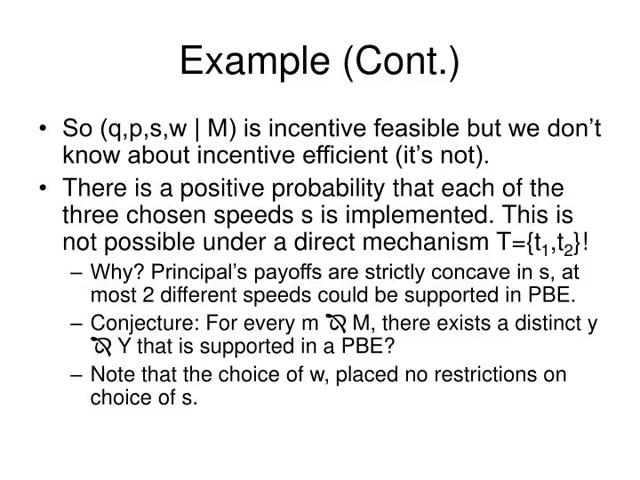 Example (Cont.)
• So (q,p,s,w | M) is incentive feasible but we don’t
know about incentive efficient (it’s not).
• There is a positive probability that each of the
three chosen speeds s is implemented. This is
not possible under a direct mechanism T={t₁,t₂}!
– Why? Principal’s payoffs are strictly concave in s, at
most 2 different speeds could be supported in PBE.
– Conjecture: For every m M, there exists a distinct y
Y that is supported in a PBE?
– Note that the choice of w, placed no restrictions on
choice of s.